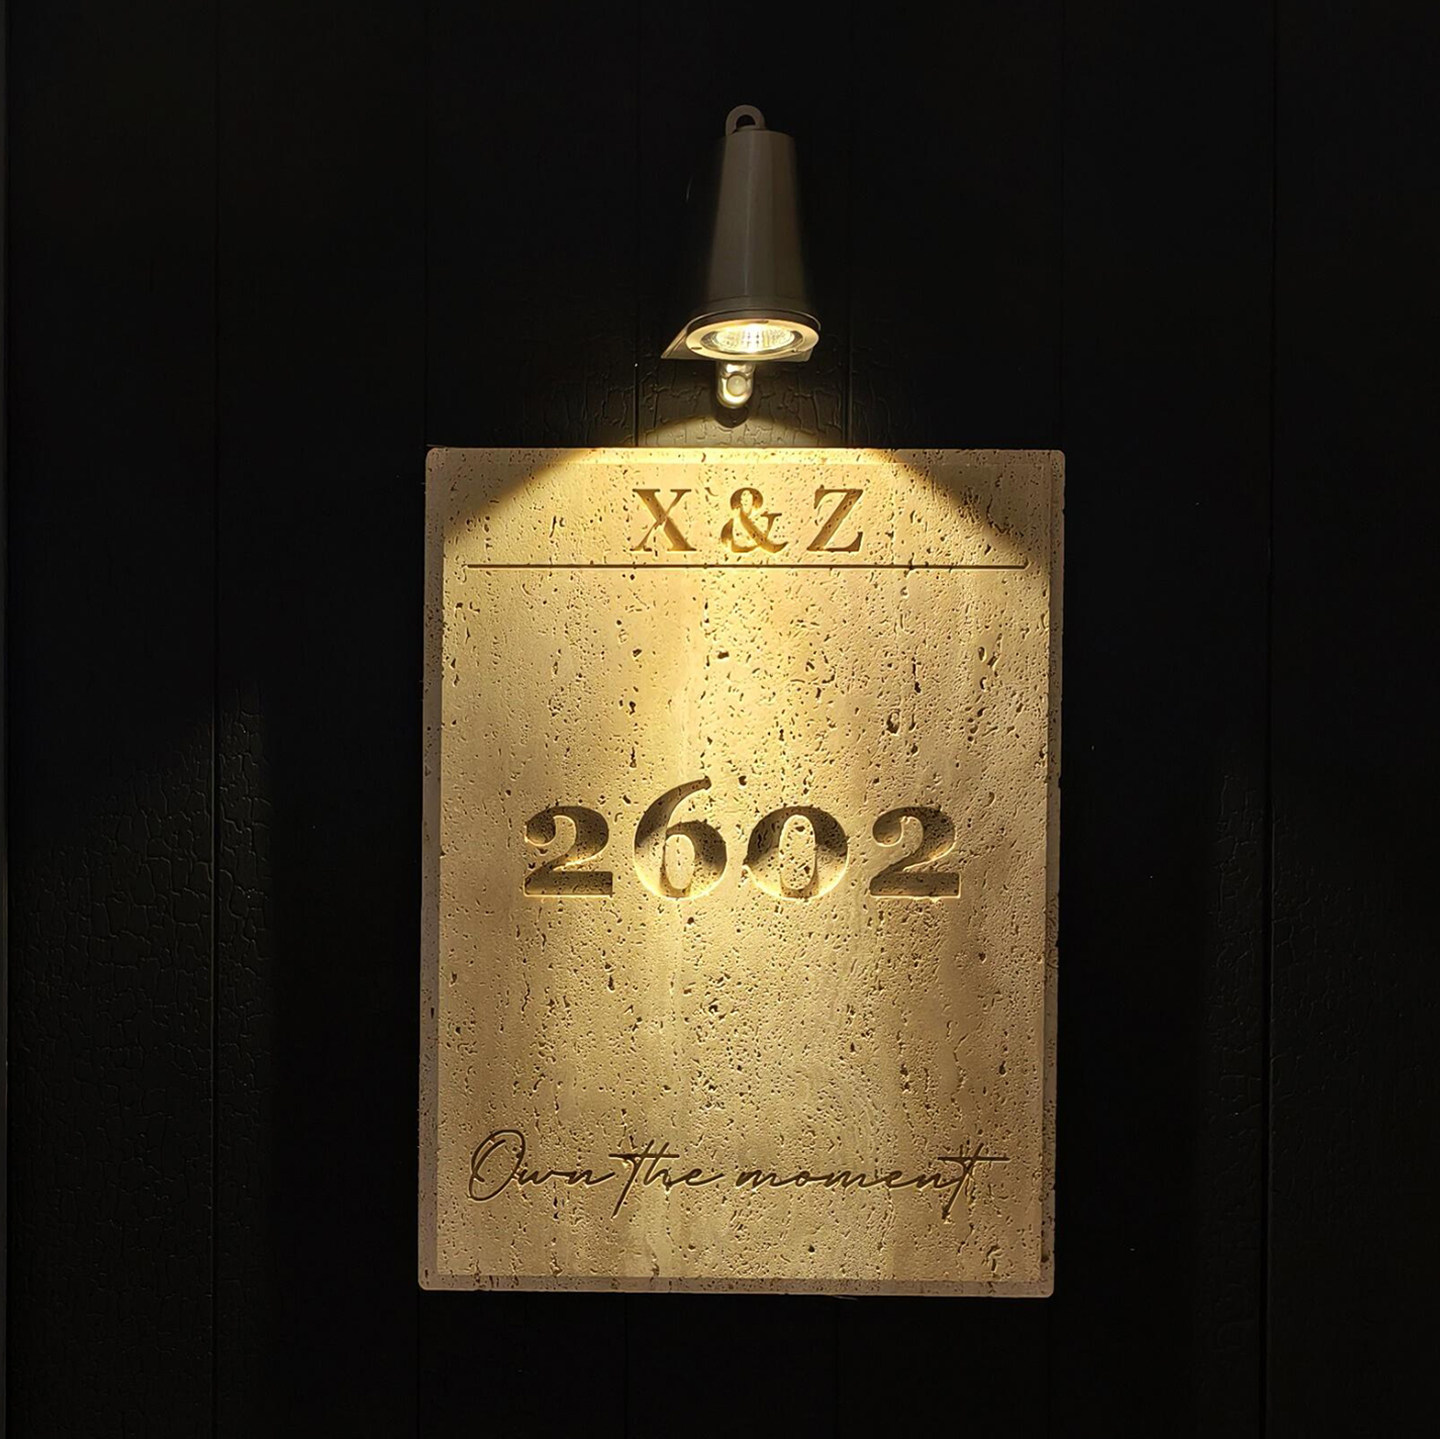 X & Z
2602
Own the moment